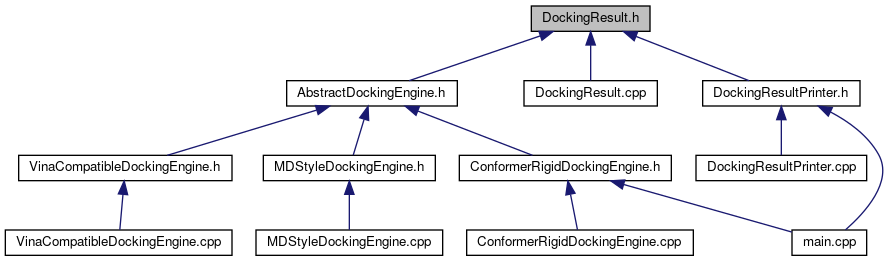 DockingResult.h
AbstractDockingEngine.h
DockingResult.cpp
DockingResultPrinter.h
VinaCompatibleDockingEngine.h
MDStyleDockingEngine.h
ConformerRigidDockingEngine.h
DockingResultPrinter.cpp
VinaCompatibleDockingEngine.cpp
MDStyleDockingEngine.cpp
ConformerRigidDockingEngine.cpp
main.cpp